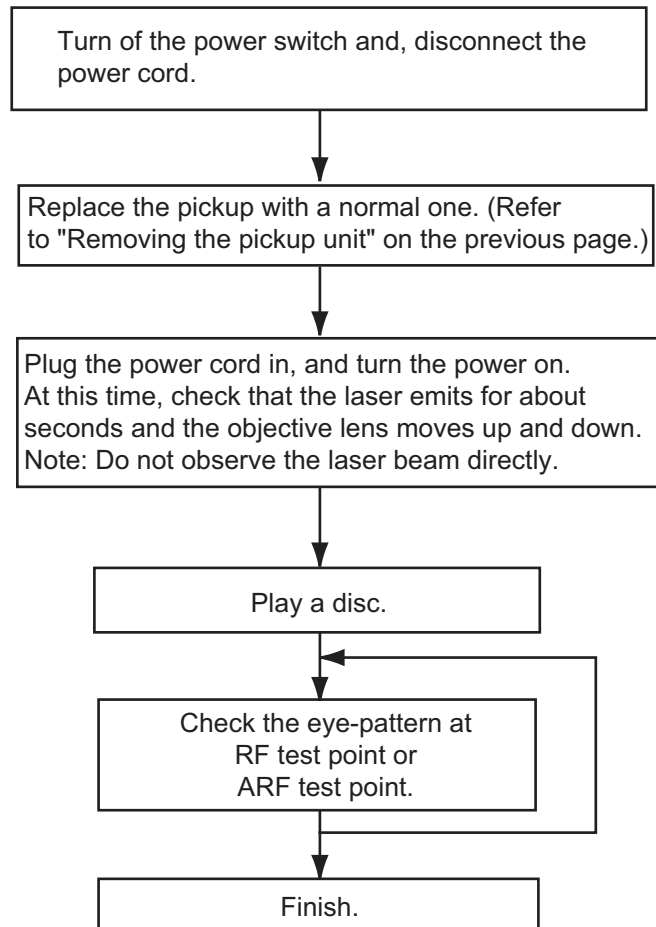 Turn of the power switch and, disconnect the
power cord.
Replace the pickup with a normal one. (Refer
to "Removing the pickup unit" on the previous page.)
Plug the power cord in, and turn the power on.
At this time, check that the laser emits for about
seconds and the objective lens moves up and down.
Note: Do not observe the laser beam directly.
Play a disc.
Check the eye-pattern at
RF test point or
ARF test point.
Finish.